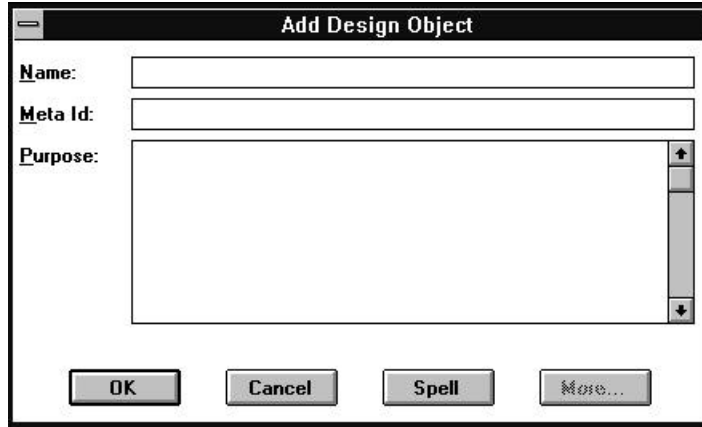 Add Design Object
Name:
Meta Id:
Purpose:
OK Cancel Spell More...